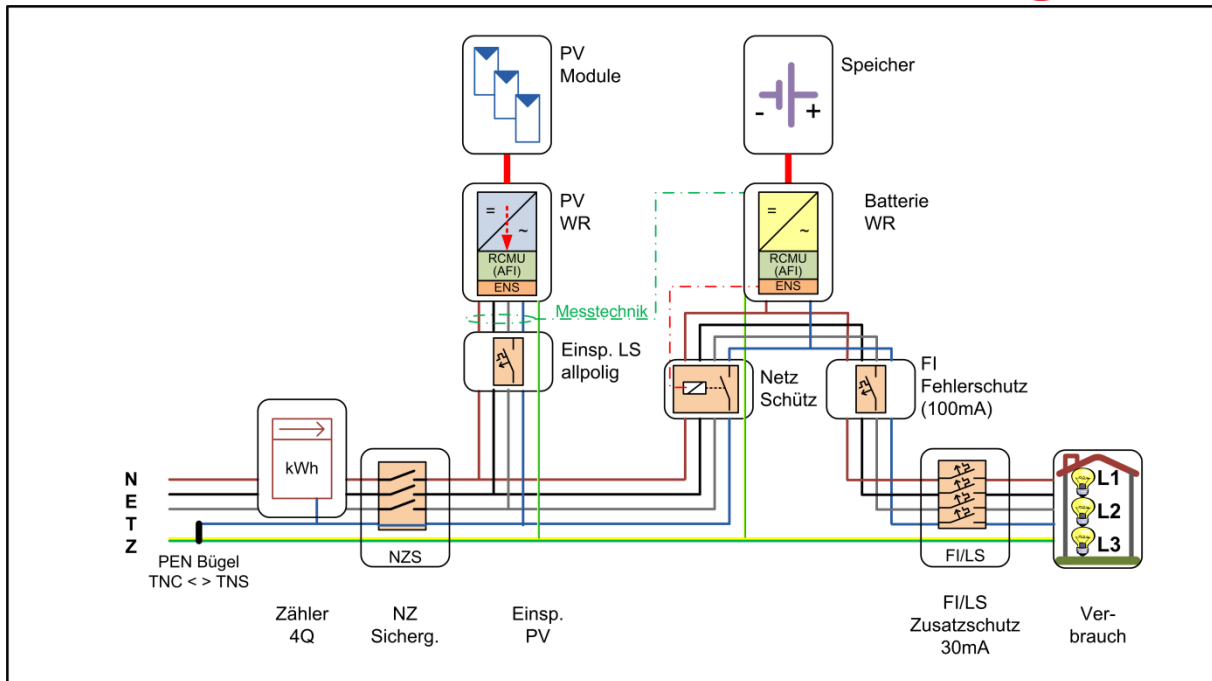 PV
Module
Speicher
- +
=
~
RCMU
(AFI)
ENS
PV
WR
=
~
RCMU
(AFI)
ENS
Batterie
WR
Messtechnik
Einsp. LS
allpolig
Netz
Schütz
FI
Fehlerschutz
(100mA)
kWh
N
E
T
Z
L1
L2
L3
NZS
FI/LS
PEN Bügel
TNC < > TNS
Zähler
4Q
NZ
Sicherg.
Einsp.
PV
FI/LS
Zusatzschutz
30mA
Ver-
brauch